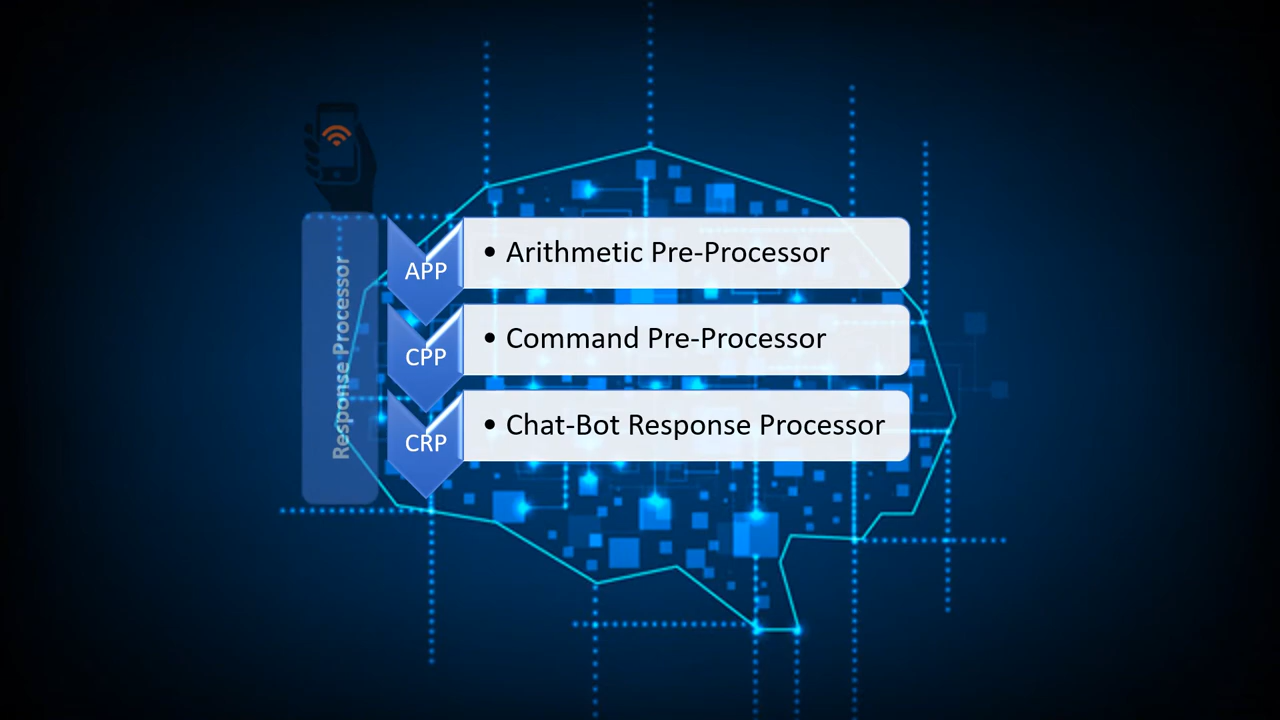 Response Processor
APP
• Arithmetic Pre-Processor
CPP
• Command Pre-Processor
CRP
• Chat-Bot Response Processor